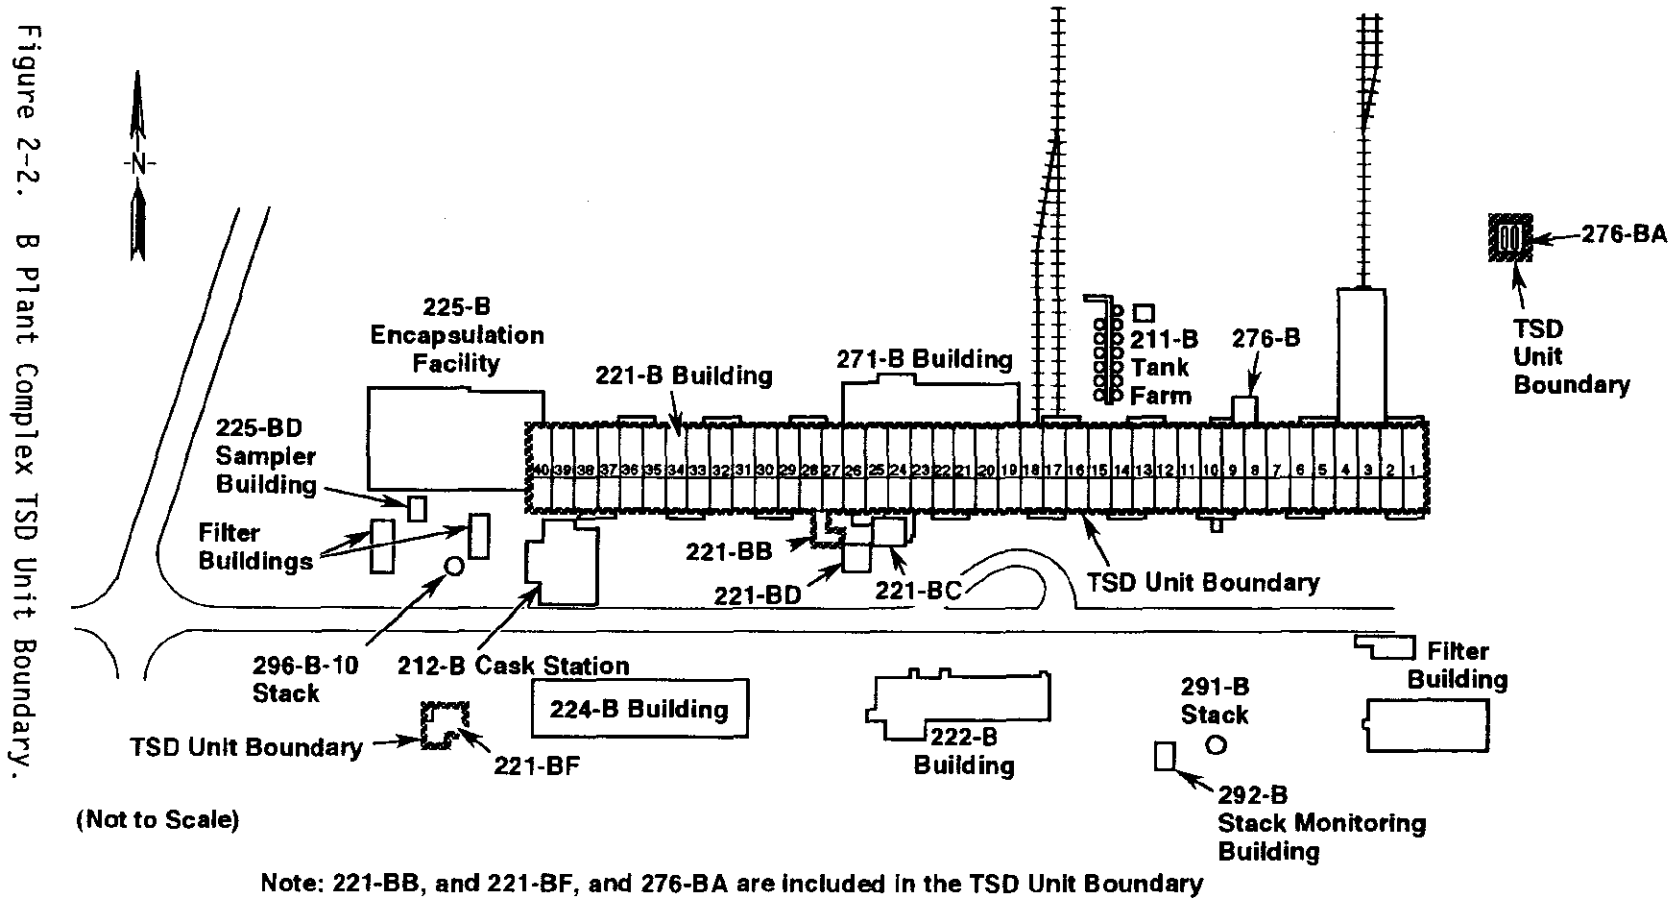 Figure 2-2. B Plant Complex TSD Unit Boundary.
-N-
276-BA
TSD
Unit
Boundary
225-B
Encapsulation
Facility
221-B Building
271-B Building
211-B
Tank
Farm
276-B
225-BD
Sampler
Building
40 39 38 37 36 35 34 33 32 31 30 29 28 27 26 25 24 23 22 21 20 19 18 17 16 15 14 13 12 11 10 9 8 7 6 5 4 3 2 1
Filter
Buildings
221-BB
221-BD
221-BC
TSD Unit Boundary
296-B-10
Stack
212-B Cask Station
224-B Building
TSD Unit Boundary
221-BF
222-B
Building
291-B
Stack
Filter
Building
292-B
Stack Monitoring
Building
(Not to Scale)
Note: 221-BB, and 221-BF, and 276-BA are included in the TSD Unit Boundary